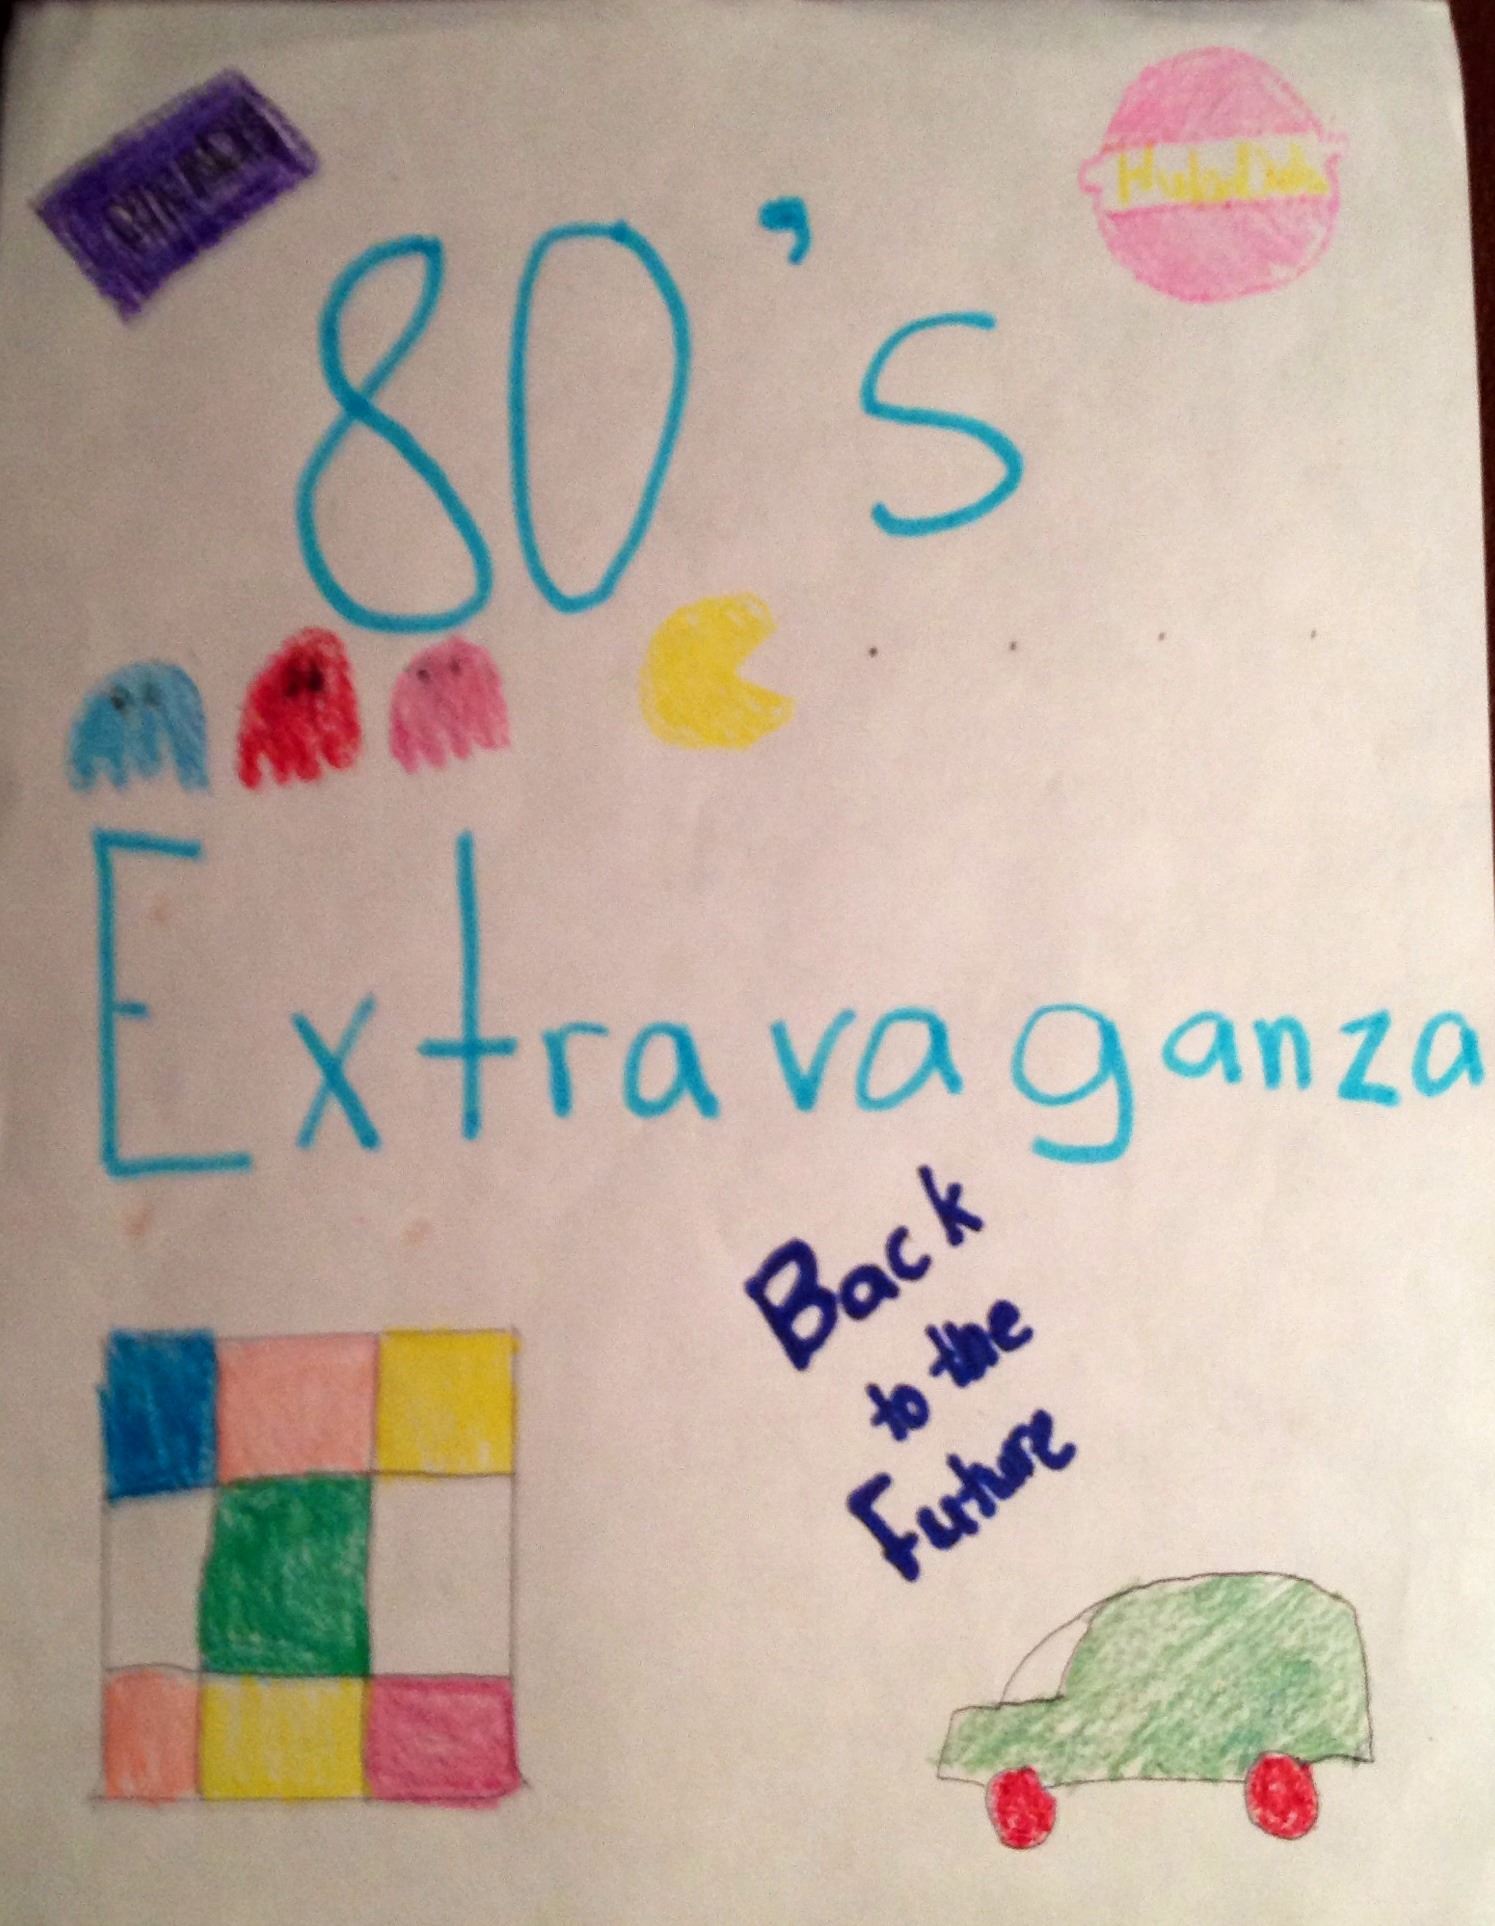 80's
Extravaganza
Back
to the
Future